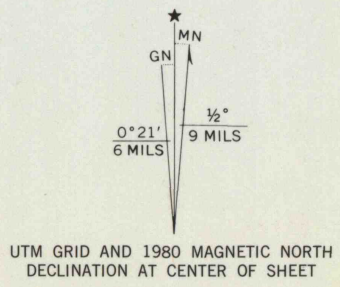 ★
MN
GN
½°
0°21'
9 MILS
6 MILS
UTM GRID AND 1980 MAGNETIC NORTH
DECLINATION AT CENTER OF SHEET